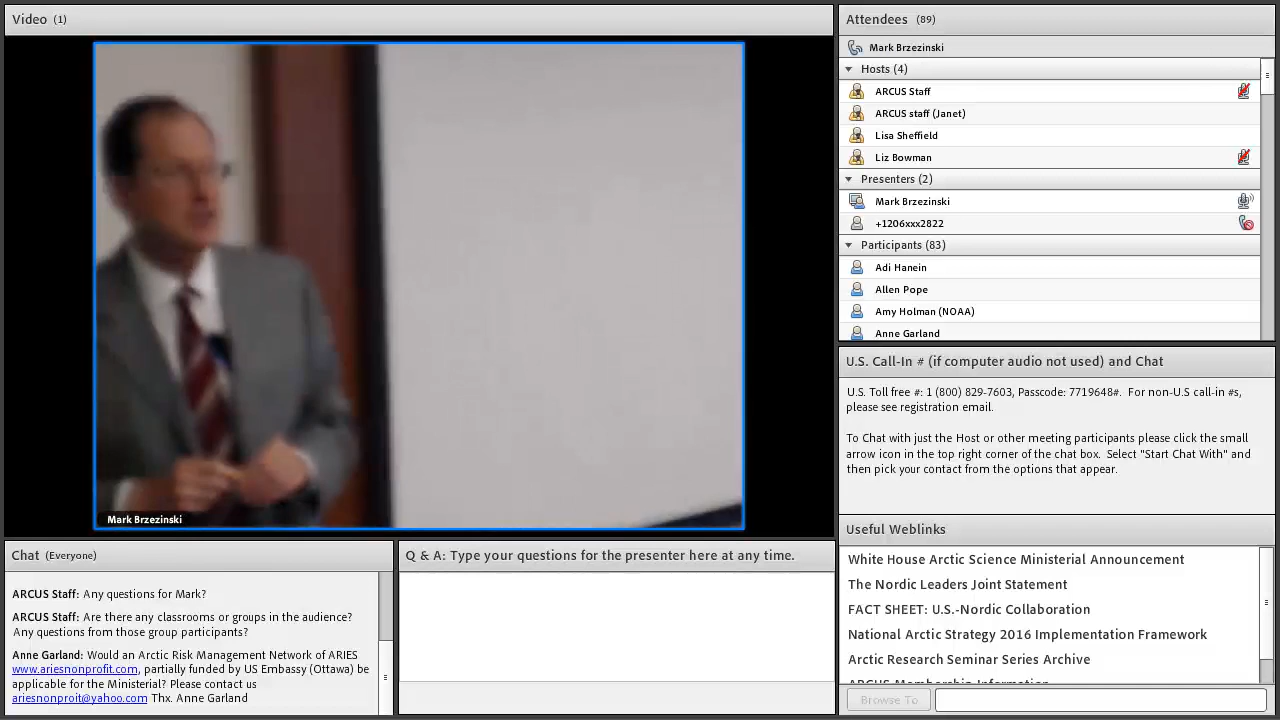 Video (1)
Mark Brzezinski
Chat (Everyone)
ARCUS Staff: Any questions for Mark?
ARCUS Staff: Are there any classrooms or groups in the audience?
Any questions from those group participants?
Anne Garland: Would an Arctic Risk Management Network of ARIES
www.ariesnonprofit.com, partially funded by US Embassy (Ottawa) be
applicable for the Ministerial? Please contact us
ariesnonproit@yahoo.com Thx. Anne Garland
Q & A: Type your questions for the presenter here at any time.
Attendees (89)
Mark Brzezinski
Hosts (4)
ARCUS Staff
ARCUS staff (Janet)
Lisa Sheffield
Liz Bowman
Presenters (2)
Mark Brzezinski
+1206xxx2822
Participants (83)
Adi Hanein
Allen Pope
Amy Holman (NOAA)
Anne Garland
U.S. Call-In # (if computer audio not used) and Chat
U.S. Toll free #: 1 (800) 829-7603, Passcode: 7719648#. For non-U.S call-in #s,
please see registration email.
To Chat with just the Host or other meeting participants please click the small
arrow icon in the top right corner of the chat box. Select "Start Chat With" and
then pick your contact from the options that appear.
Useful Weblinks
White House Arctic Science Ministerial Announcement
The Nordic Leaders Joint Statement
FACT SHEET: U.S.-Nordic Collaboration
National Arctic Strategy 2016 Implementation Framework
Arctic Research Seminar Series Archive
ARCUS Membership Information
Browse To